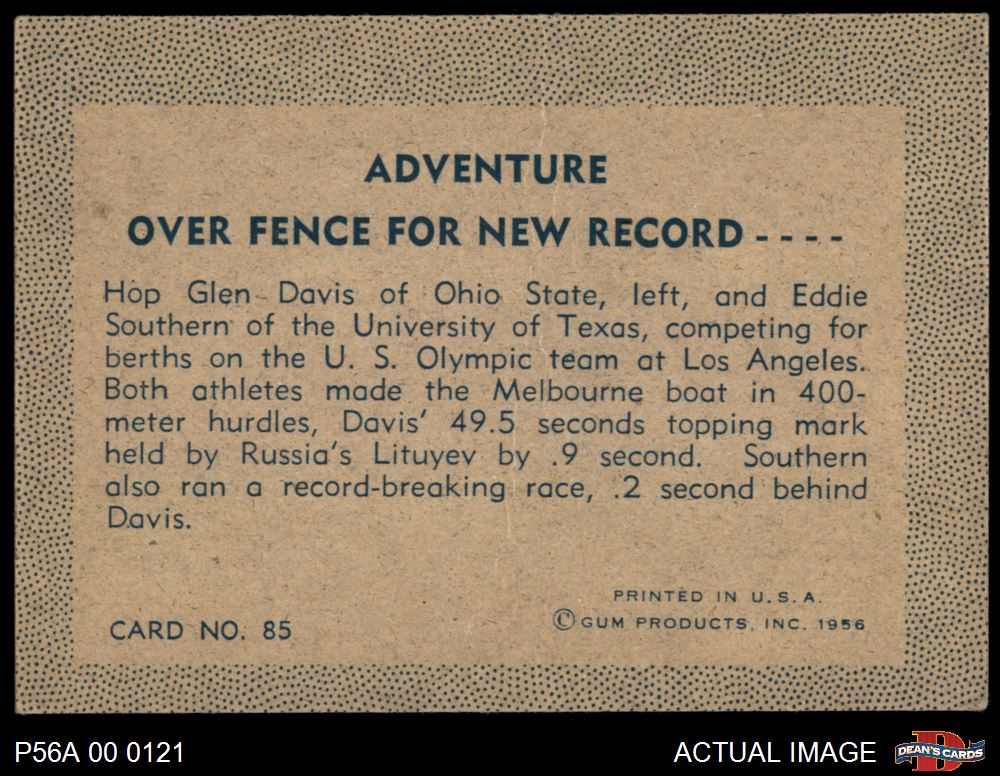 ADVENTURE
OVER FENCE FOR NEW RECORD - - - -
Hop Glen Davis of Ohio State, left, and Eddie
Southern of the University of Texas, competing for
berths on the U. S. Olympic team at Los Angeles.
Both athletes made the Melbourne boat in 400-
meter hurdles, Davis' 49.5 seconds topping mark
held by Russia's Lituyev by .9 second. Southern
also ran a record-breaking race, .2 second behind
Davis.
PRINTED IN U. S. A.
CARD NO. 85
© GUM PRODUCTS, INC. 1956
P56A 00 0121
ACTUAL IMAGE
DEAN'S CARDS